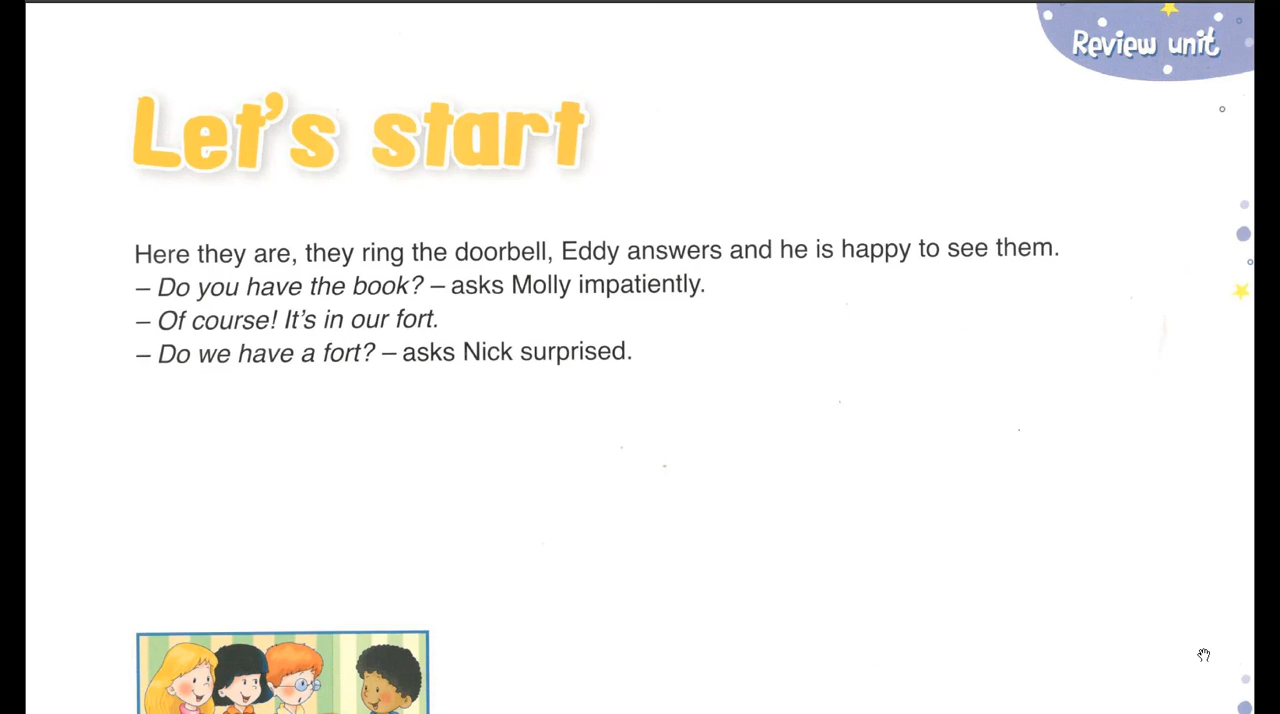 Review unit
Let's start
Here they are, they ring the doorbell, Eddy answers and he is happy to see them.
– Do you have the book? – asks Molly impatiently.
– Of course! It's in our fort.
– Do we have a fort? – asks Nick surprised.